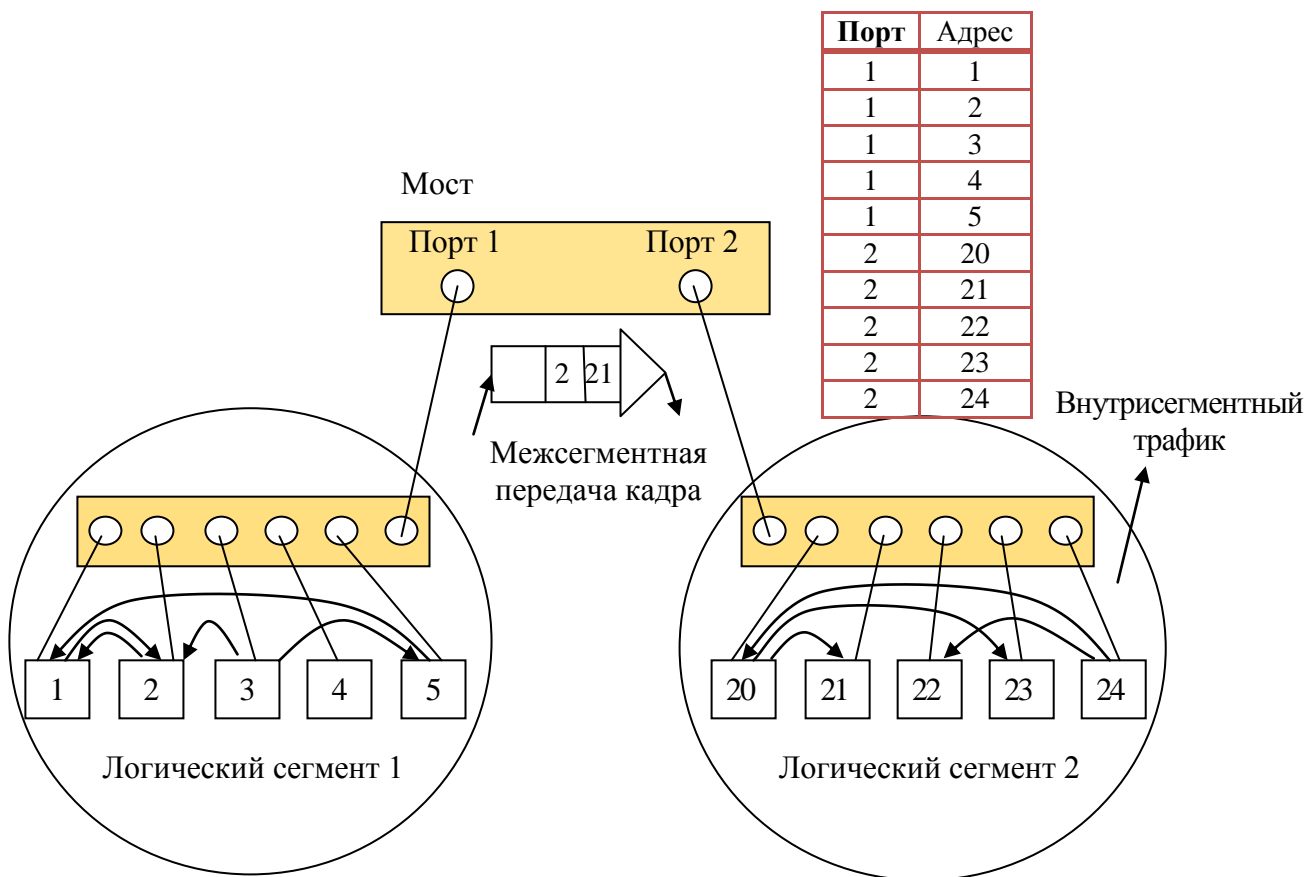 Порт Адрес
1 1
1 2
1 3
1 4
1 5
2 20
2 21
2 22
2 23
2 24
Мост
Порт 1 Порт 2
2 21
Межсегментная
передача кадра
Внутрисегментный
трафик
1 2 3 4 5
20 21 22 23 24
Логический сегмент 1
Логический сегмент 2